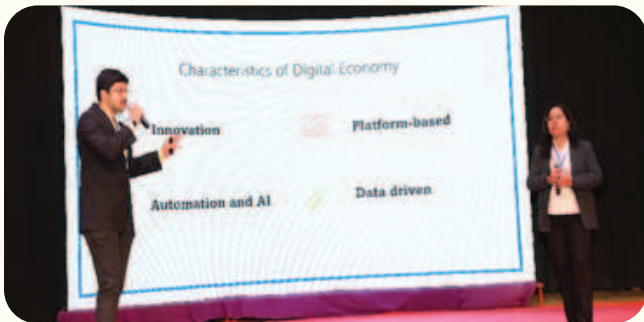 Characteristics of Digital Economy
Innovation
Platform-based
Automation and AI
Data driven